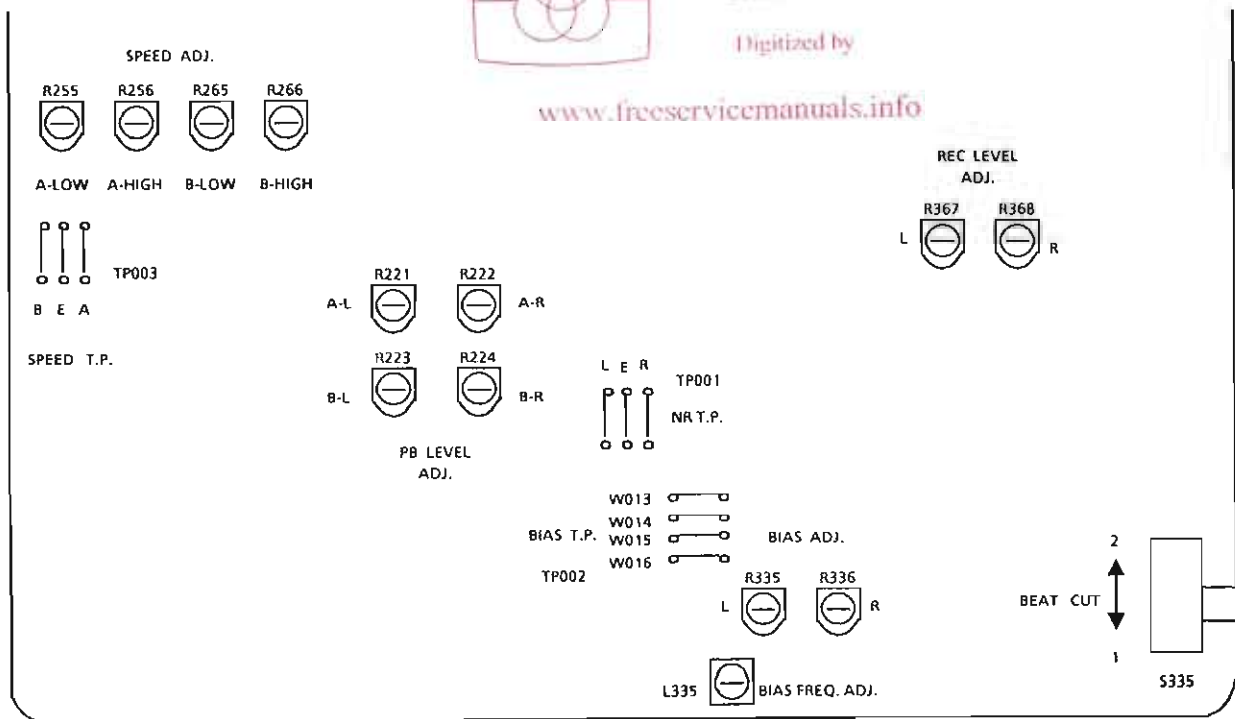 Digitized by
www.freeservicemanuals.info
SPEED ADJ.
R255 R256 R265 R266
A-LOW A-HIGH B-LOW B-HIGH
TP003
B E A
SPEED T.P.
REC LEVEL
ADJ.
R367 R368
L R
R221 R222
A-L A-R
R223 R224
B-L B-R
PB LEVEL
ADJ.
L E R
TP001
NR T.P.
W013
W014
W015
W016
BIAS T.P.
TP002
BIAS ADJ.
R335 R336
L R
L335 BIAS FREQ. ADJ.
2
BEAT CUT
1
S335